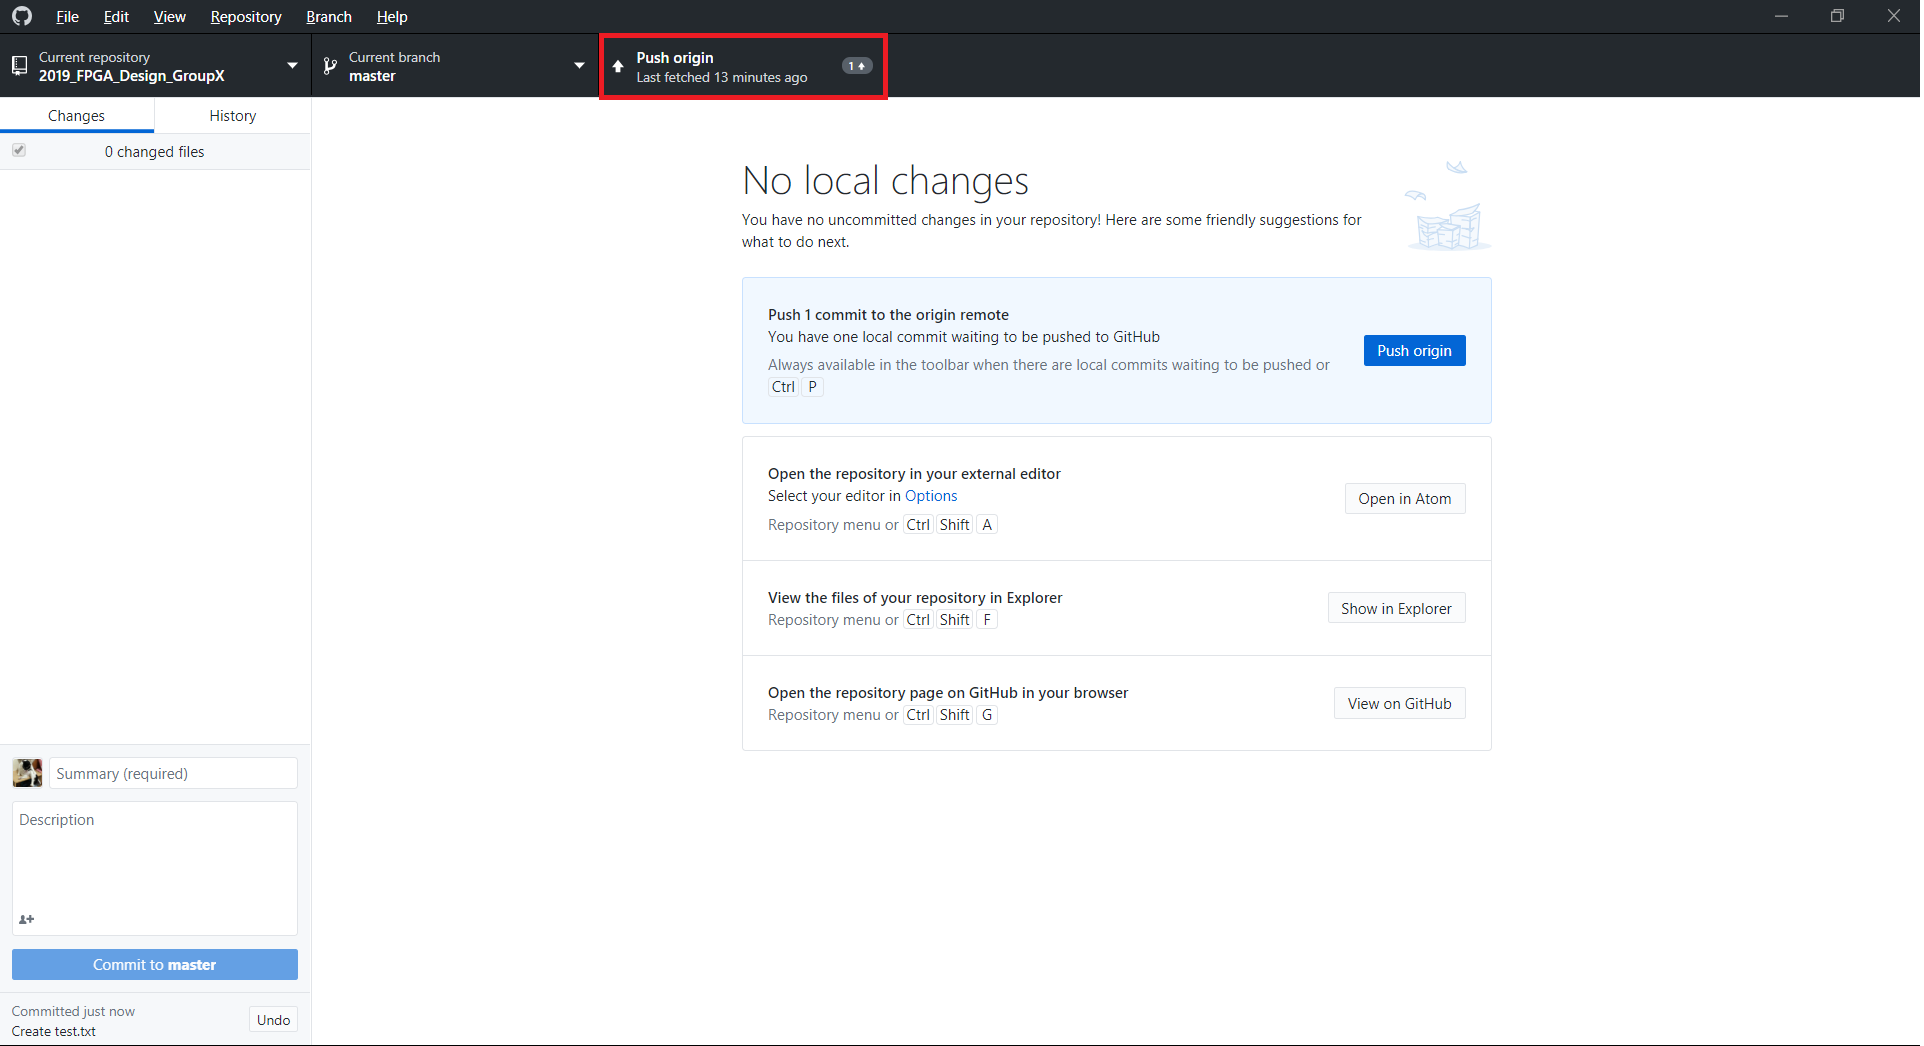 File Edit View Repository Branch Help
Current repository
2019_FPGA_Design_GroupX
Current branch
master
Push origin
Last fetched 13 minutes ago
1
Changes History
0 changed files
No local changes
You have no uncommitted changes in your repository! Here are some friendly suggestions for
what to do next.
Push 1 commit to the origin remote
You have one local commit waiting to be pushed to GitHub
Always available in the toolbar when there are local commits waiting to be pushed or
Ctrl P
Push origin
Open the repository in your external editor
Select your editor in Options
Repository menu or Ctrl Shift A
Open in Atom
View the files of your repository in Explorer
Repository menu or Ctrl Shift F
Show in Explorer
Open the repository page on GitHub in your browser
Repository menu or Ctrl Shift G
View on GitHub
Summary (required)
Description
Commit to master
Committed just now
Create test.txt
Undo